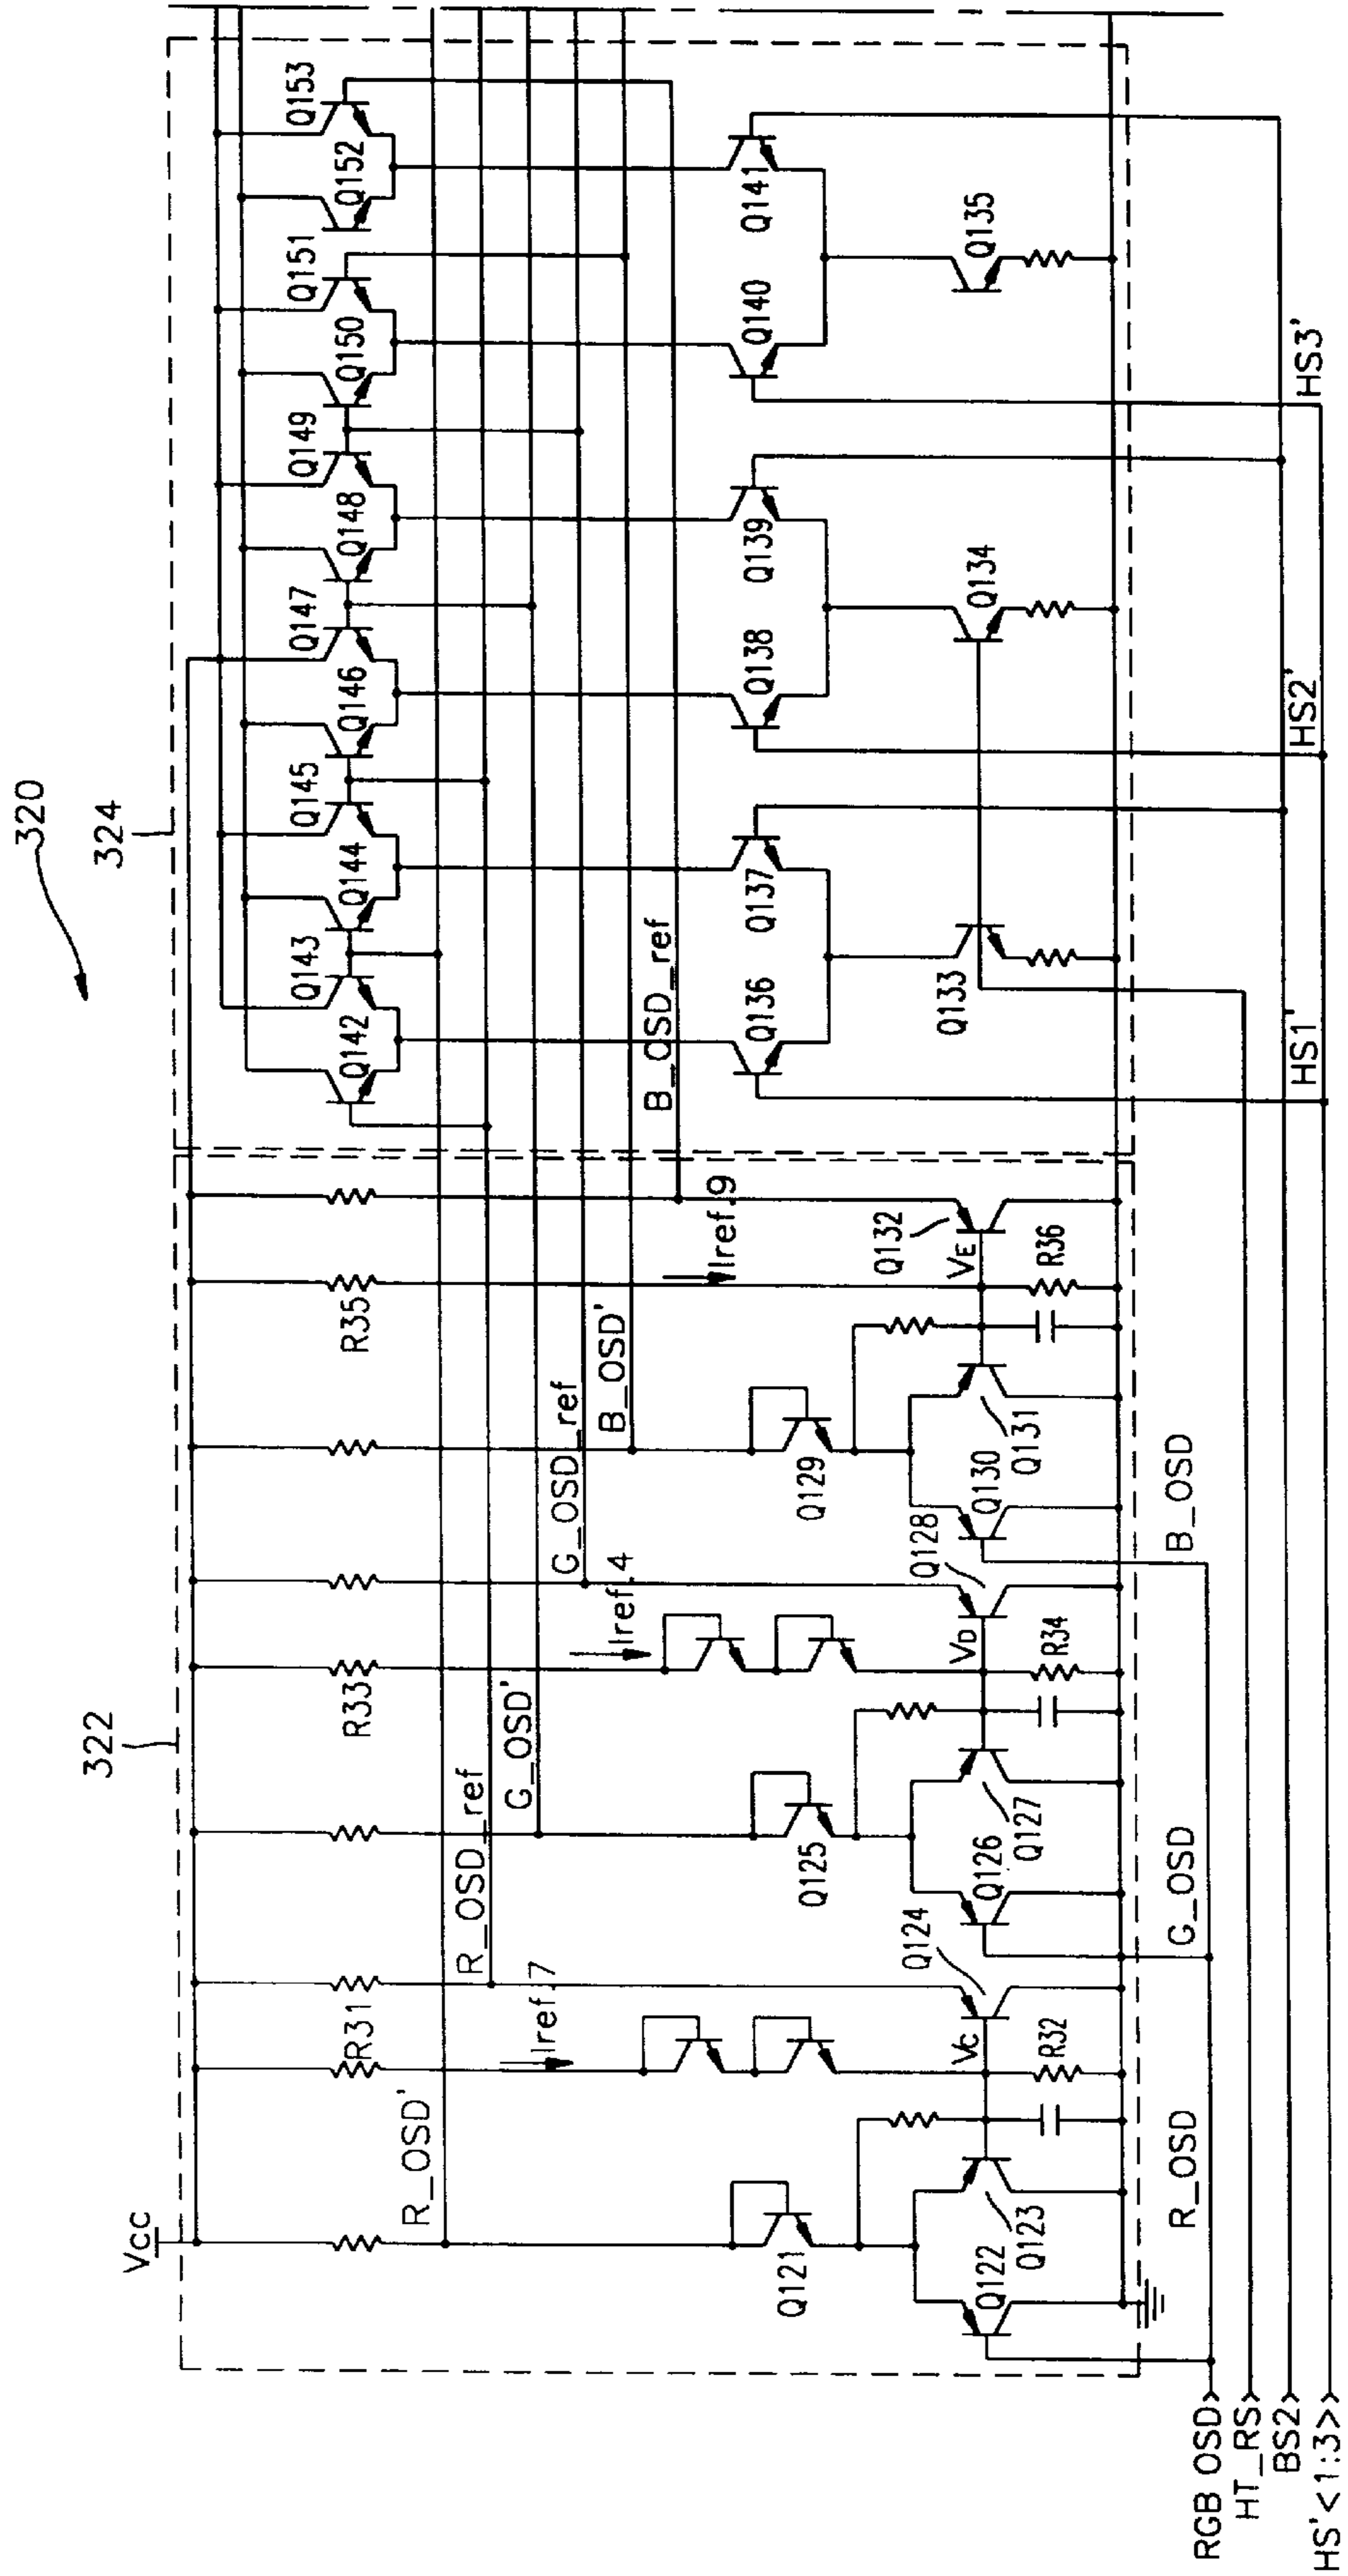 320
322
324
Vcc
R_OSD'
R31
Iref.7
R_OSD_ref
G_OSD'
R33
Iref.4
G_OSD_ref
B_OSD'
R35
Iref.9
B_OSD_ref
Q121
Q122
Q123
VC
R32
Q124
Q125
Q126
Q127
VD
R34
Q128
Q129
Q130
Q131
VE
R36
Q132
Q142
Q143
Q144
Q145
Q146
Q147
Q148
Q149
Q150
Q151
Q152
Q153
Q136
Q137
Q138
Q139
Q140
Q141
Q133
Q134
Q135
R_OSD
G_OSD
B_OSD
HS1'
HS2'
HS3'
RGB OSD
HT_RS
BS2
HS'<1:3>